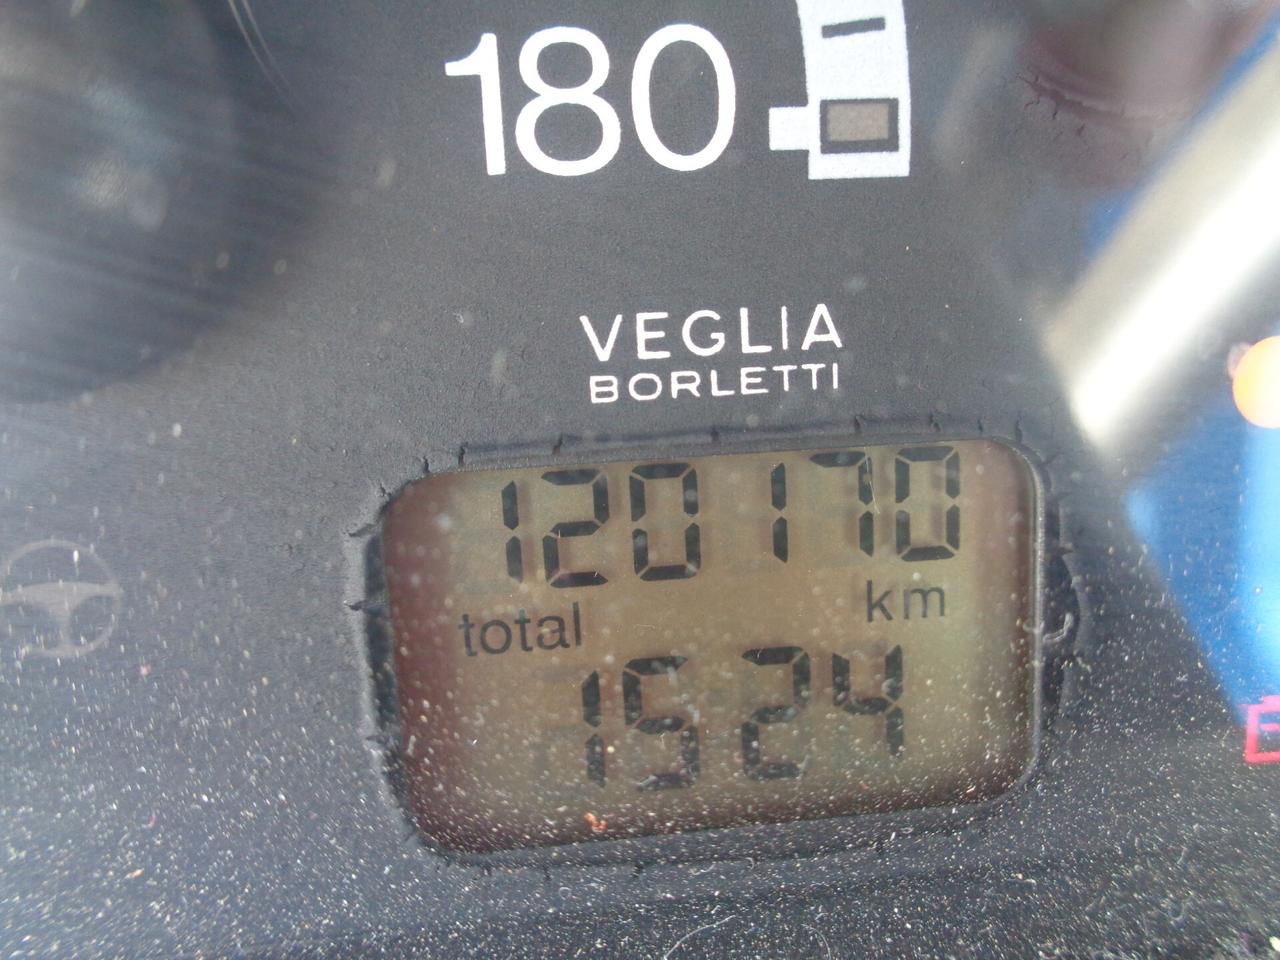 180
VEGLIA
BORLETTI
120170
total km
1524